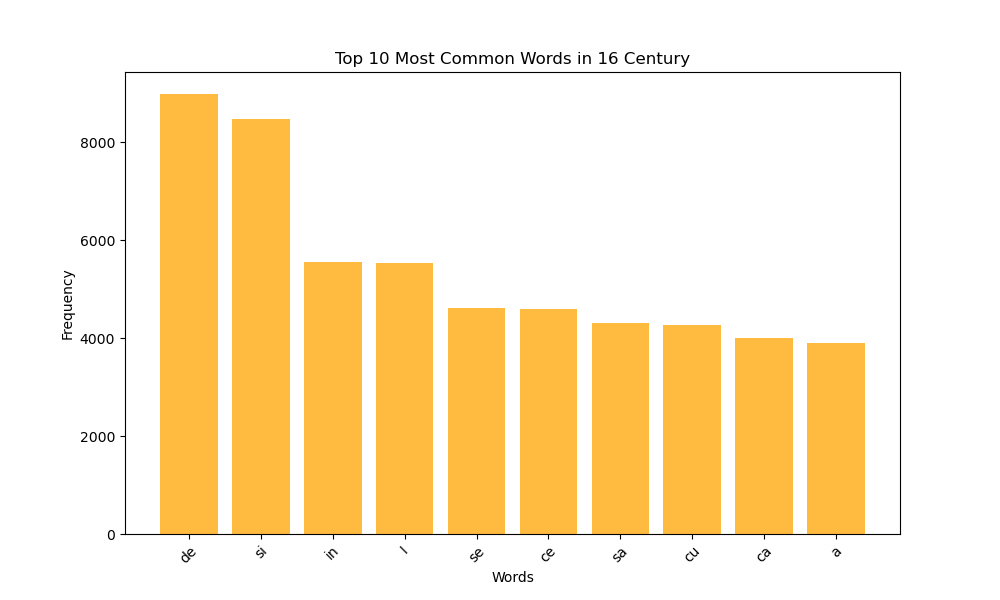 Top 10 Most Common Words in 16 Century
Frequency
8000
6000
4000
2000
0
de si in l se ce sa cu ca a
Words